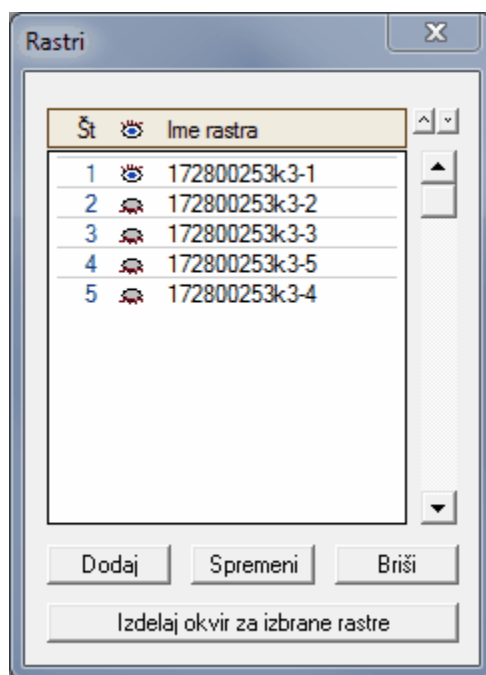 Rastri
Št Ime rastra
1 172800253k3-1
2 172800253k3-2
3 172800253k3-3
4 172800253k3-5
5 172800253k3-4
Dodaj Spremeni Briši
Izdelaj okvir za izbrane rastre